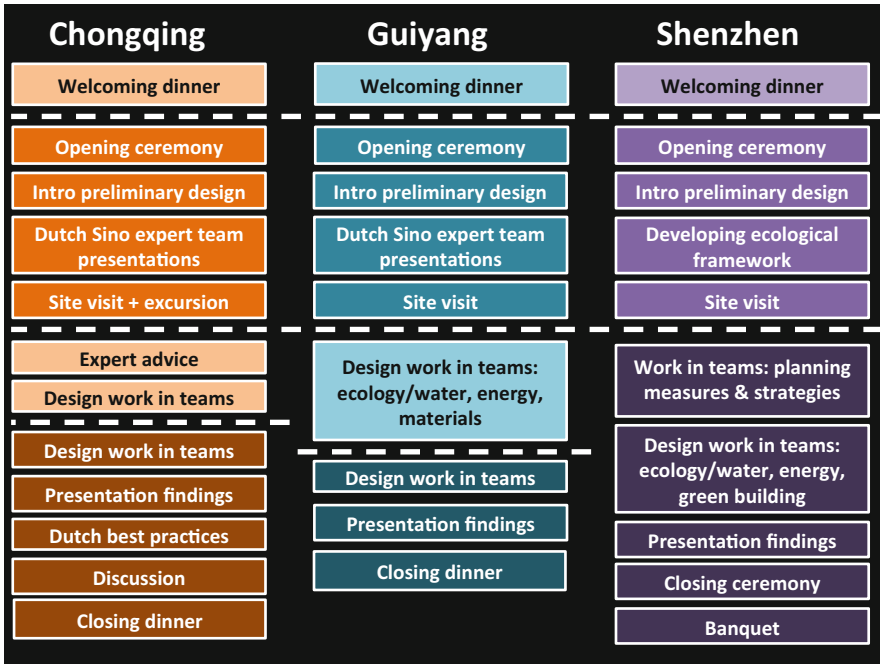 Chongqing
Welcoming dinner
Opening ceremony
Intro preliminary design
Dutch Sino expert team
presentations
Site visit + excursion
Expert advice
Design work in teams
Design work in teams
Presentation findings
Dutch best practices
Discussion
Closing dinner
Guiyang
Welcoming dinner
Opening ceremony
Intro preliminary design
Dutch Sino expert team
presentations
Site visit
Design work in teams:
ecology/water, energy,
materials
Design work in teams
Presentation findings
Closing dinner
Shenzhen
Welcoming dinner
Opening ceremony
Intro preliminary design
Developing ecological
framework
Site visit
Work in teams: planning
measures & strategies
Design work in teams:
ecology/water, energy,
green building
Presentation findings
Closing ceremony
Banquet